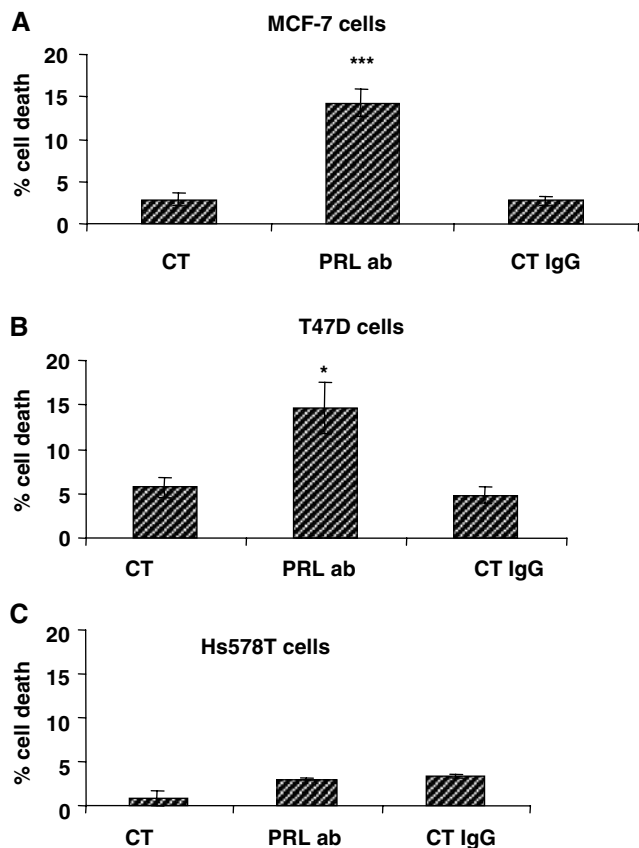 A
MCF-7 cells
% cell death
20
15
10
5
0
***
CT PRL ab CT IgG
B
T47D cells
% cell death
20
15
10
5
0
*
CT PRL ab CT IgG
C
Hs578T cells
% cell death
20
15
10
5
0
CT PRL ab CT IgG